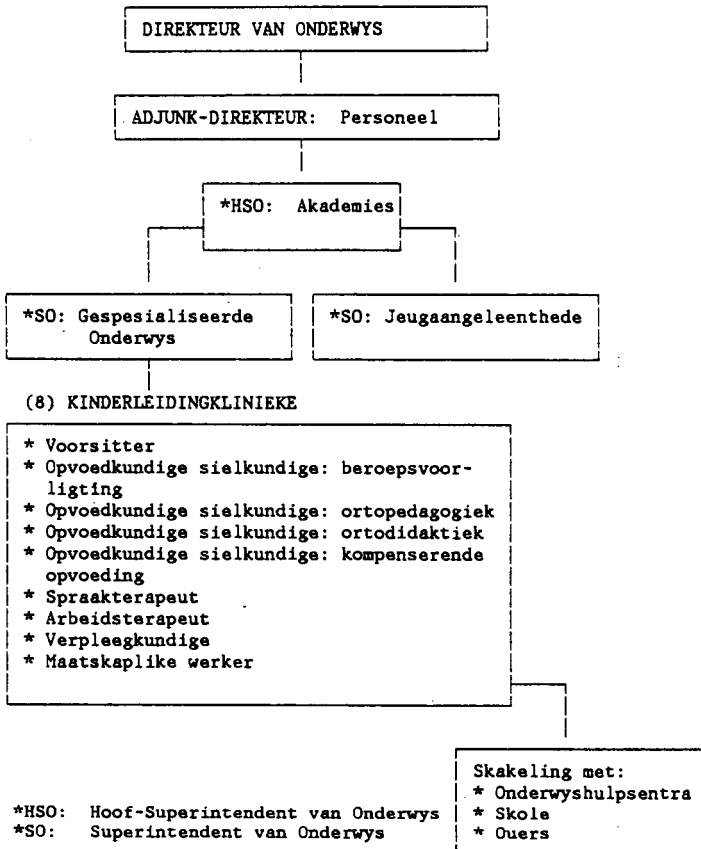 DIREKTEUR VAN ONDERWYS
ADJUNK-DIREKTEUR: Personeel
*HSO: Akademies
*SO: Gespesialiseerde
Onderwys
*SO: Jeugaangeleenthede
(8) KINDERLEIDINGKLINIEKE
* Voorsitter
* Opvoedkundige sielkundige: beroepsvoor-
ligting
* Opvoedkundige sielkundige: ortopedagogiek
* Opvoedkundige sielkundige: ortodidaktiek
* Opvoedkundige sielkundige: kompenserende
opvoeding
* Spraakterapeut
* Arbeidsterapeut
* Verpleegkundige
* Maatskaplike werker
Skakeling met:
* Onderwyshulpsentra
* Skole
* Ouers
*HSO: Hoof-Superintendent van Onderwys
*SO: Superintendent van Onderwys